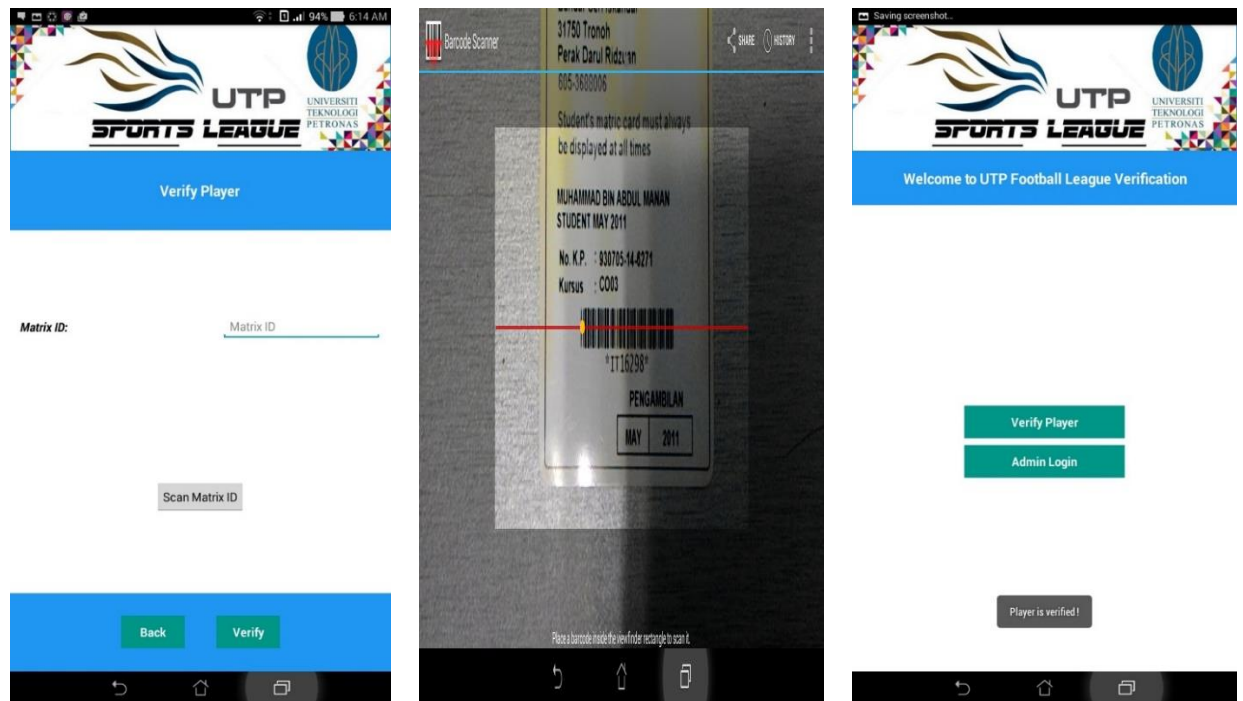 94% 6:14 AM
UTP
SPORTS LEAGUE
UNIVERSITI
TEKNOLOGI
PETRONAS
Verify Player
Matrix ID:
Matrix ID
Scan Matrix ID
Back
Verify
Barcode Scanner
SHARE
HISTORY
31750 Tronoh
Perak Darul Ridzuan
605-3688006
Student's matric card must always
be displayed at all times
MUHAMMAD BIN ABDUL MANAN
STUDENT MAY 2011
No. K.P. : 930705-14-6271
Kursus : CO03
*IT16298*
PENGAMBILAN
MAY 2011
Place a barcode inside the viewfinder rectangle to scan it.
Saving screenshot...
UTP
SPORTS LEAGUE
UNIVERSITI
TEKNOLOGI
PETRONAS
Welcome to UTP Football League Verification
Verify Player
Admin Login
Player is verified !